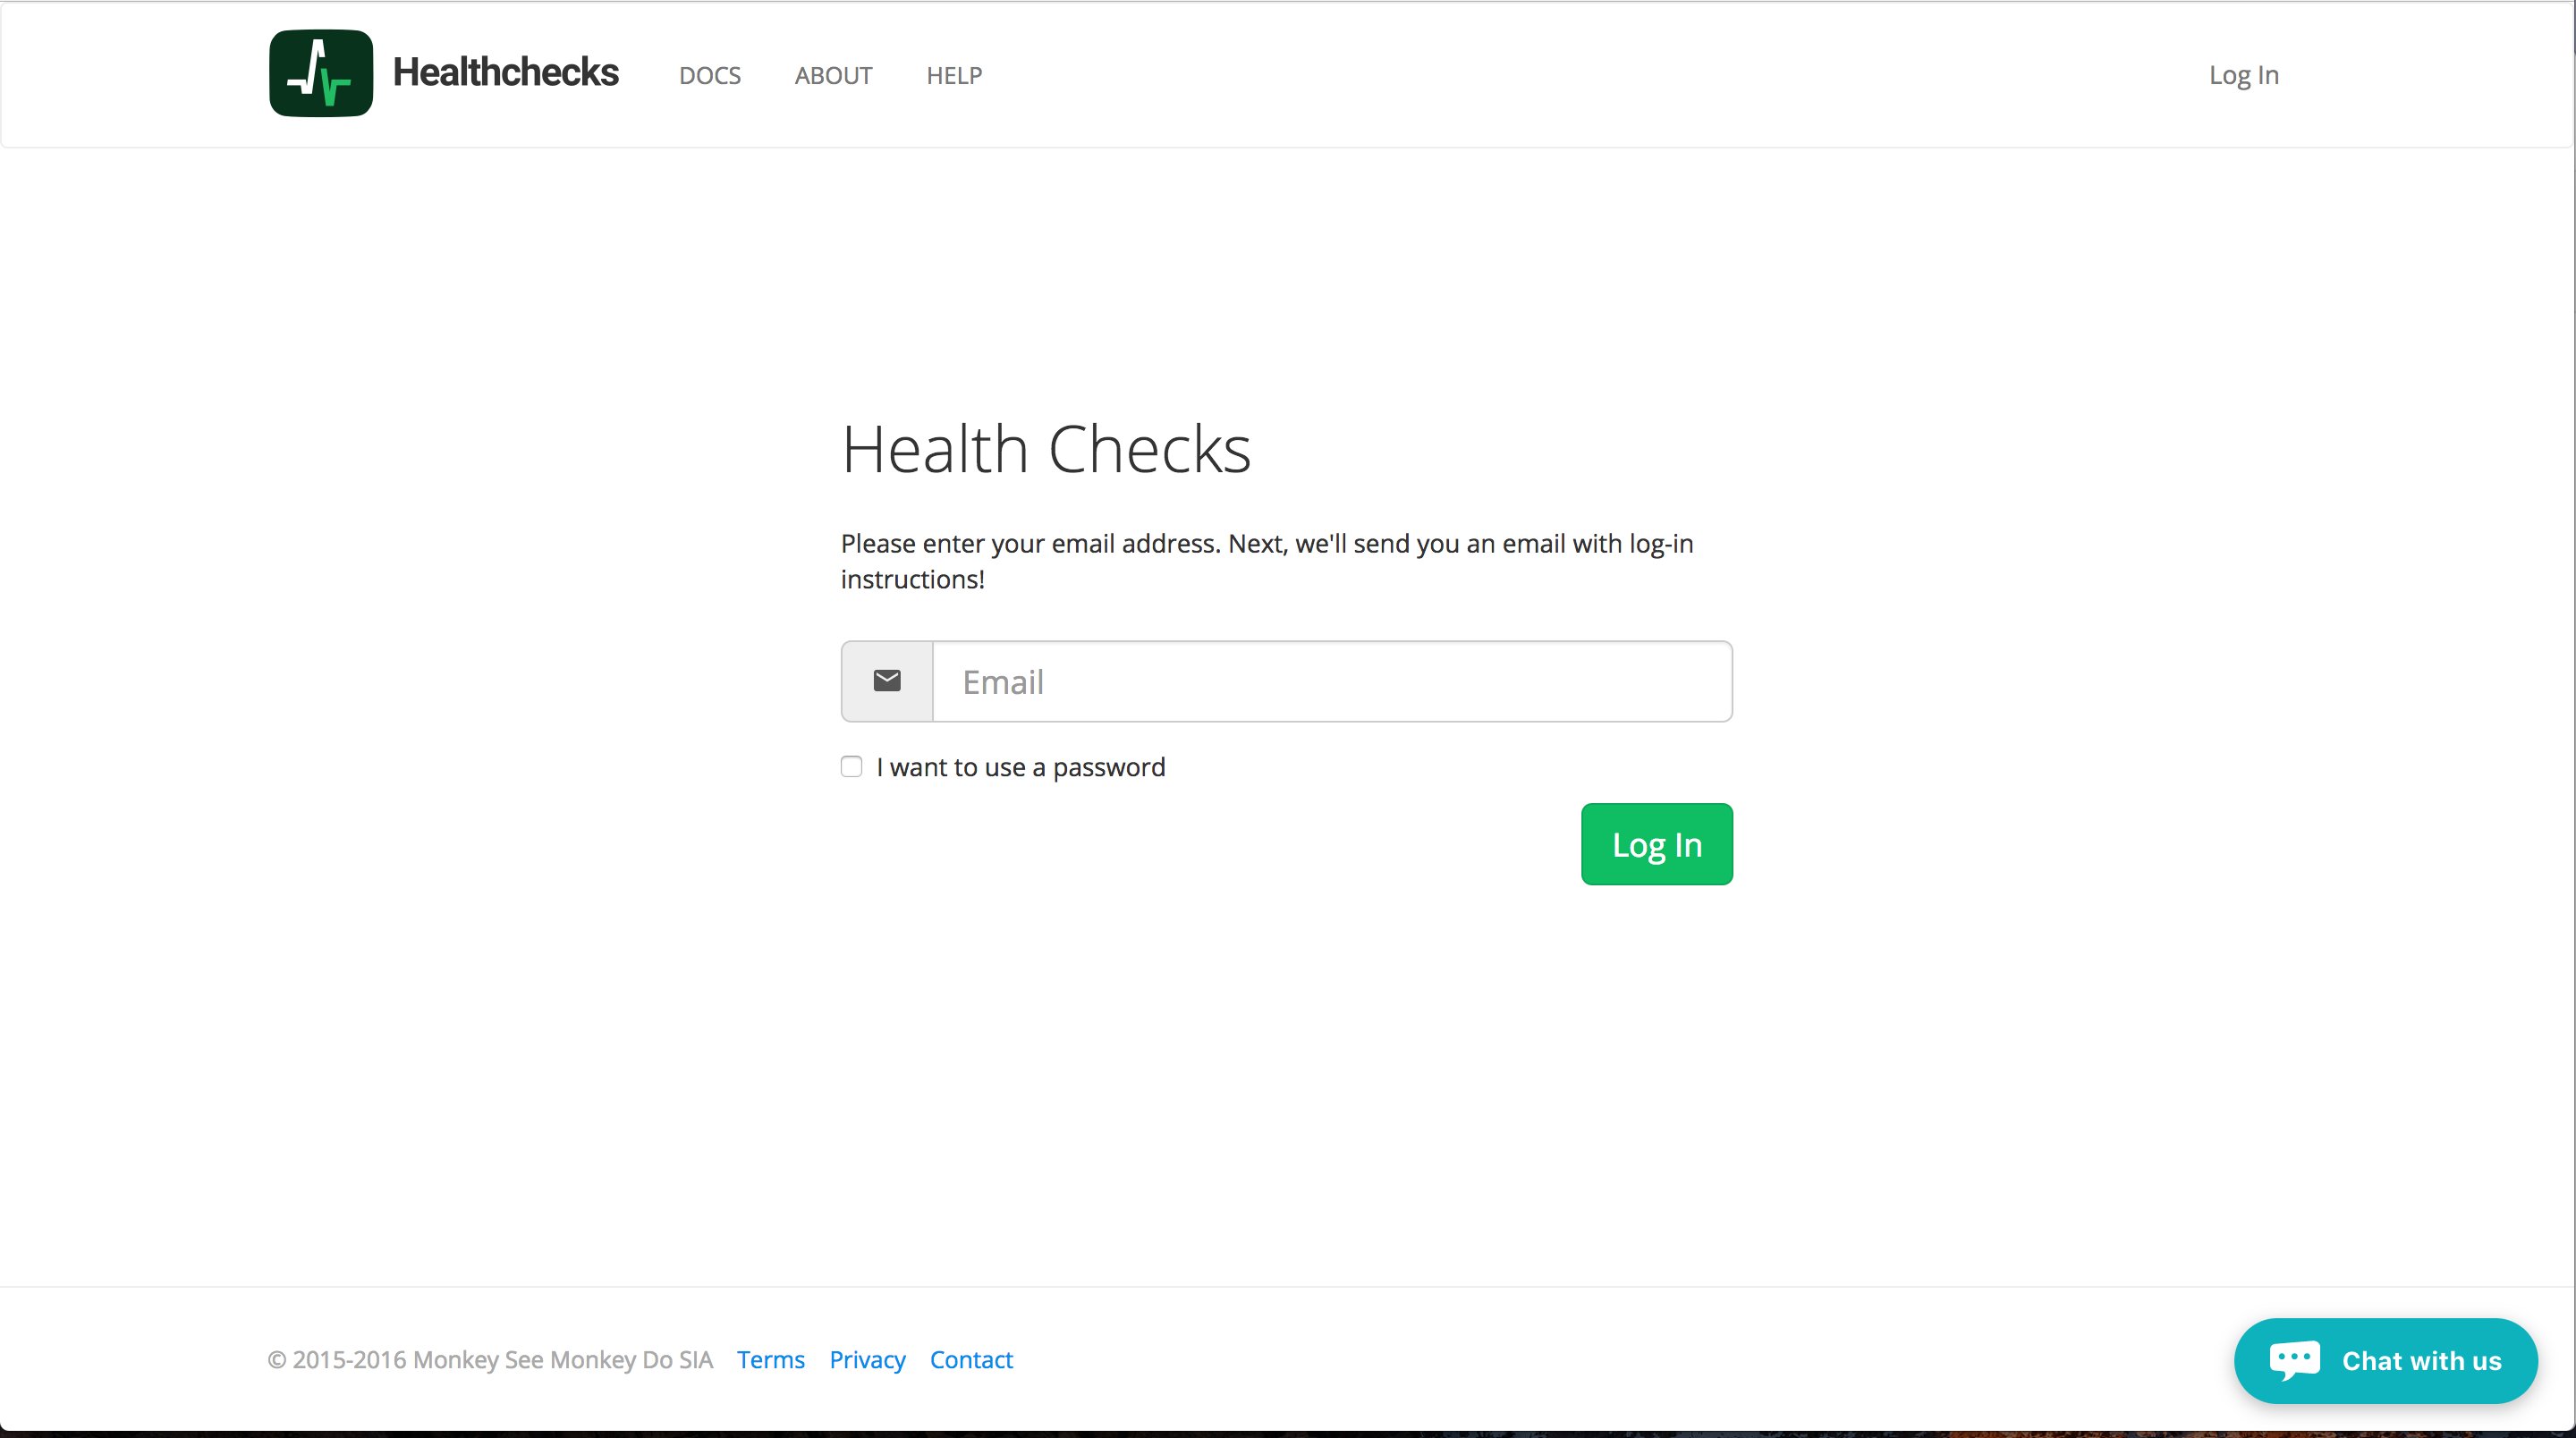 Healthchecks DOCS ABOUT HELP Log In
Health Checks
Please enter your email address. Next, we'll send you an email with log-in
instructions!
Email
I want to use a password
Log In
© 2015-2016 Monkey See Monkey Do SIA Terms Privacy Contact
Chat with us